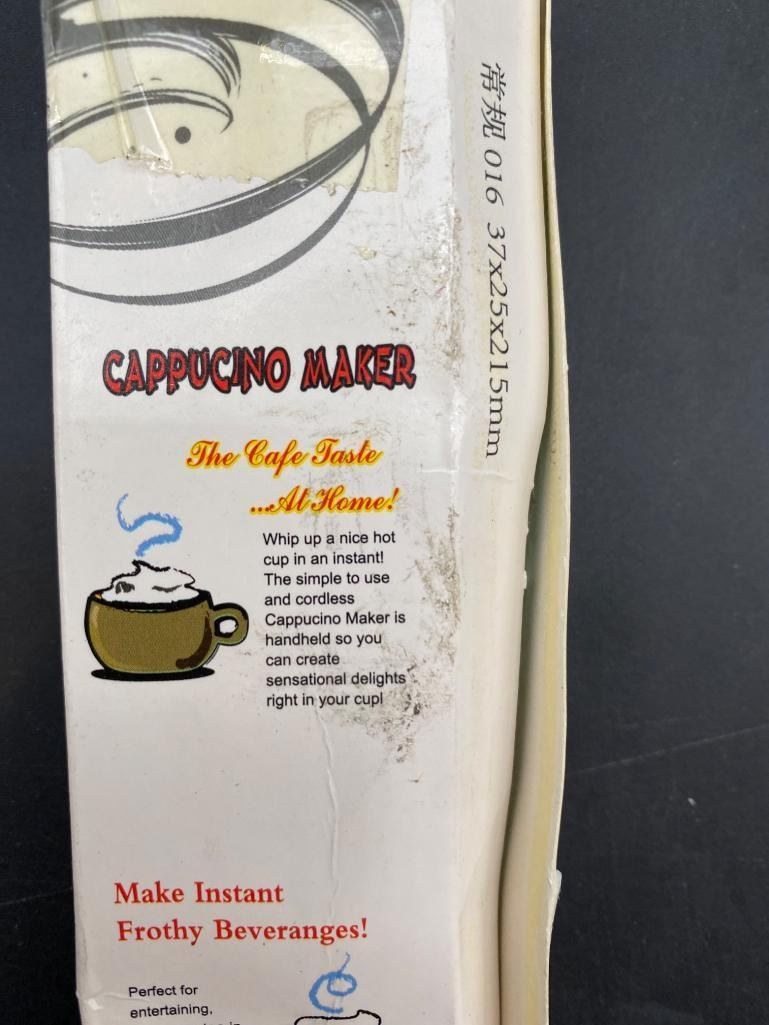 CAPPUCINO MAKER
The Cafe Taste
...At Home!
Whip up a nice hot
cup in an instant!
The simple to use
and cordless
Cappucino Maker is
handheld so you
can create
sensational delights
right in your cup!
Make Instant
Frothy Beveranges!
Perfect for
entertaining,
常规 016 37x25x215mm